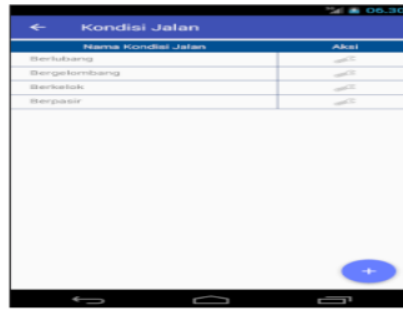 06.30
Kondisi Jalan
Nama Kondisi Jalan Aksi
Berlubang
Bergelombang
Berkelok
Berpasir
+